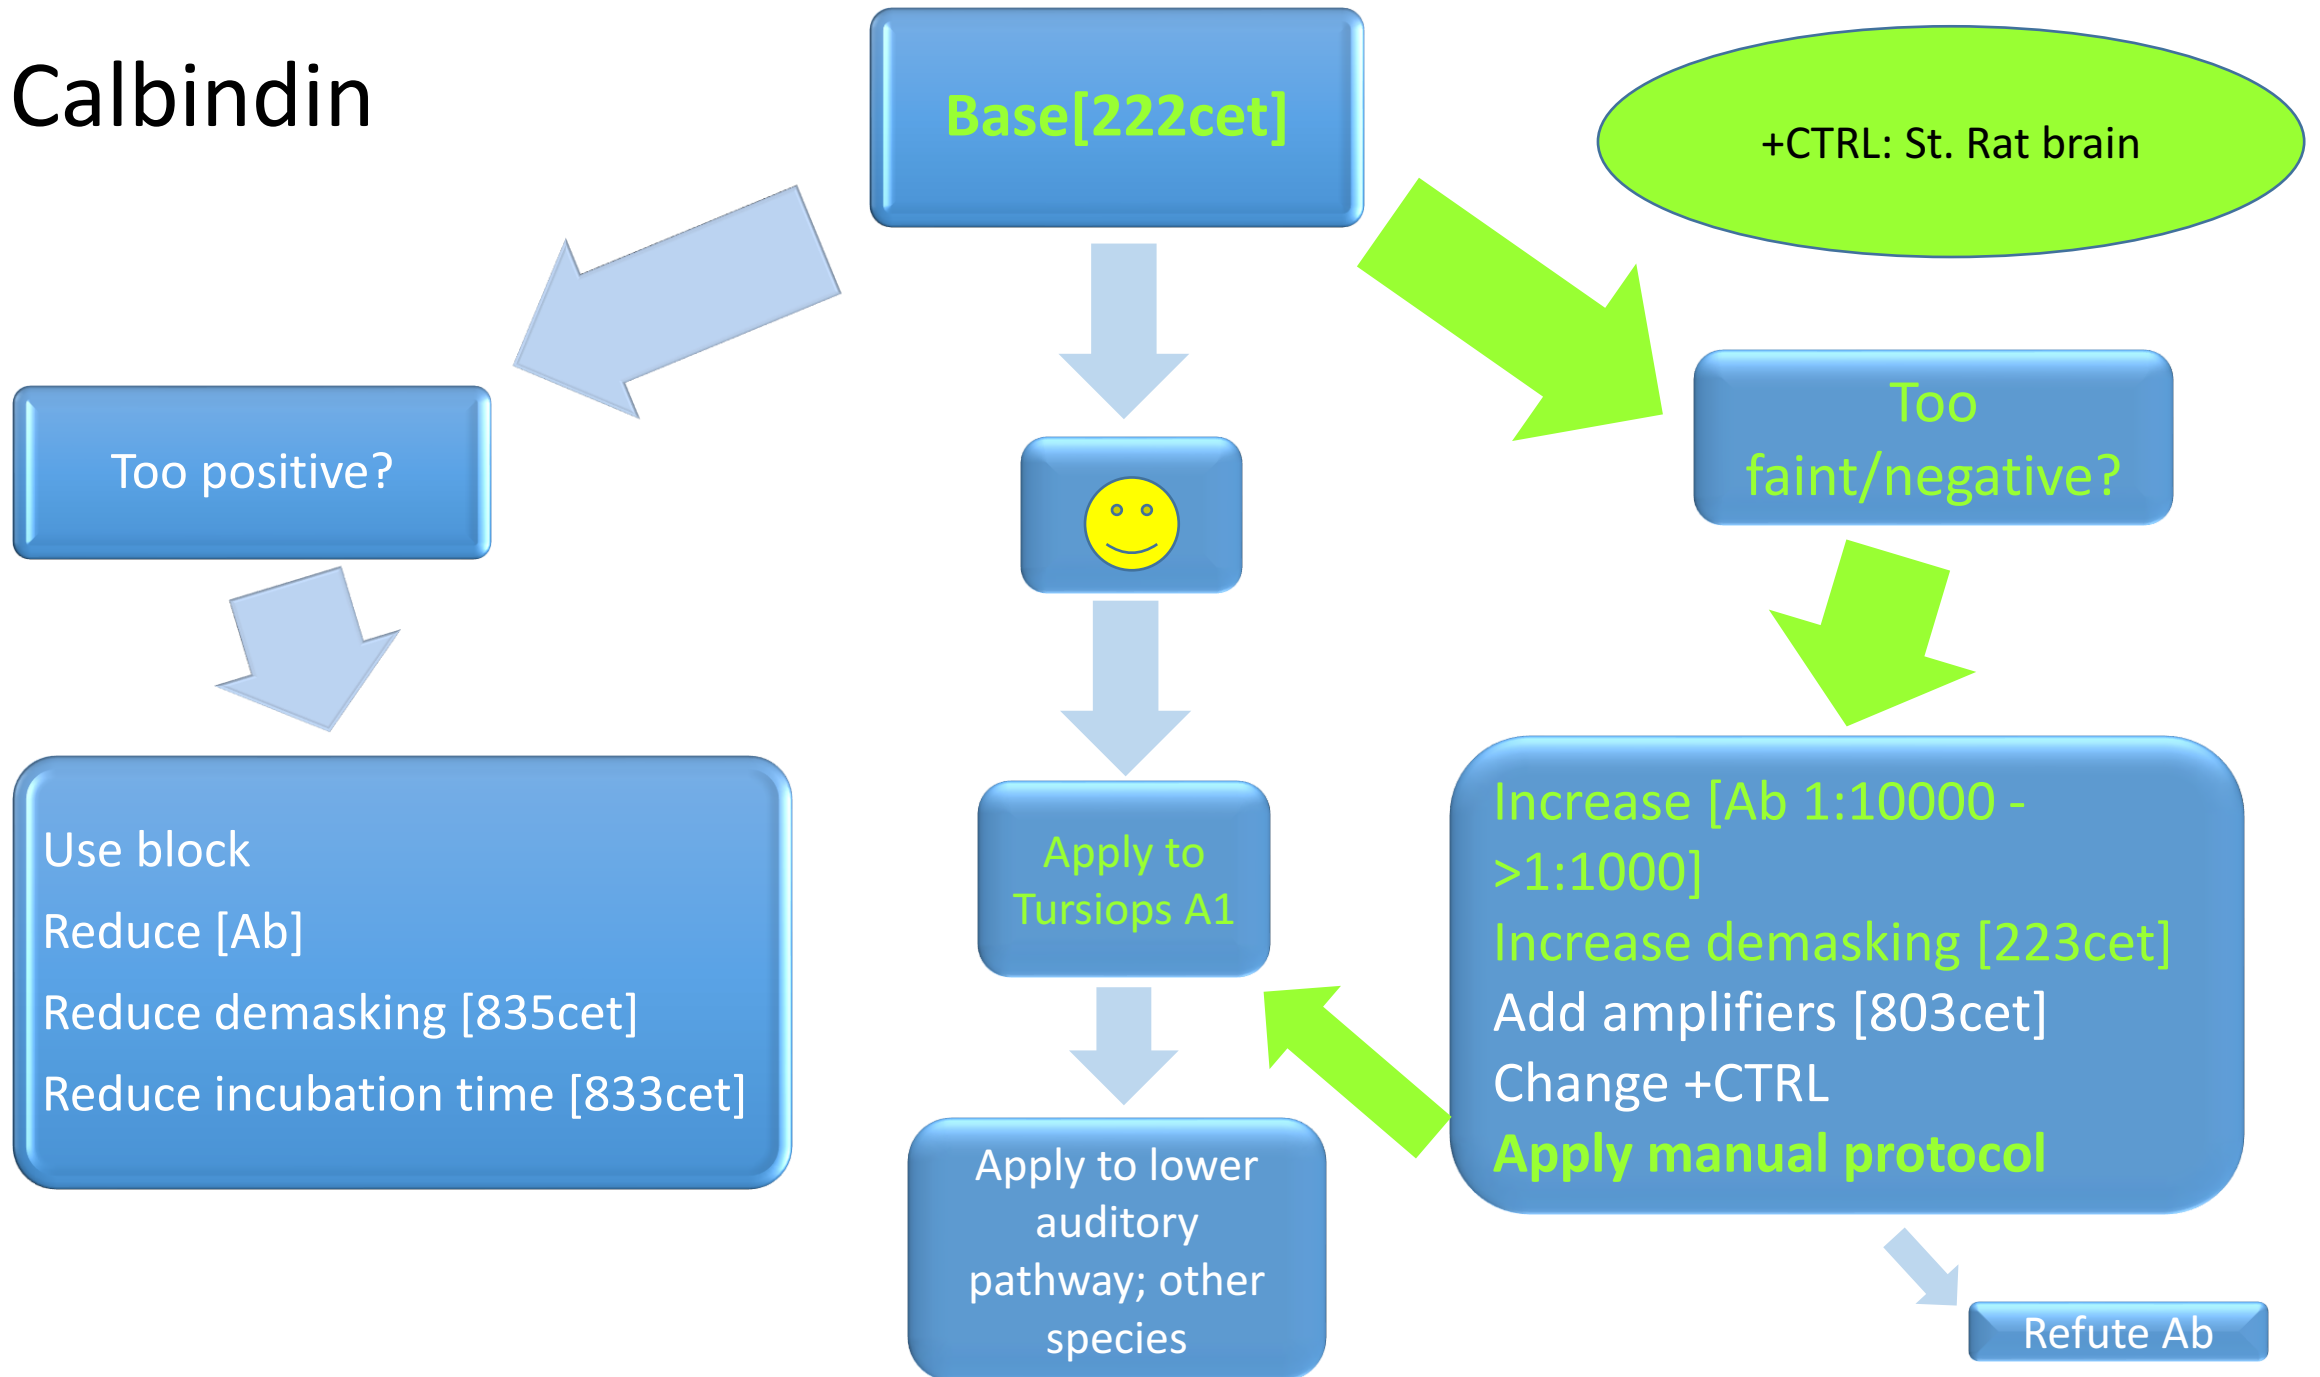 Calbindin
Base[222cet]
+CTRL: St. Rat brain
Too positive?
Too
faint/negative?
Use block
Reduce [Ab]
Reduce demasking [835cet]
Reduce incubation time [833cet]
Apply to
Tursiops A1
Increase [Ab 1:10000 -
>1:1000]
Increase demasking [223cet]
Add amplifiers [803cet]
Change +CTRL
Apply manual protocol
Apply to lower
auditory
pathway; other
species
Refute Ab